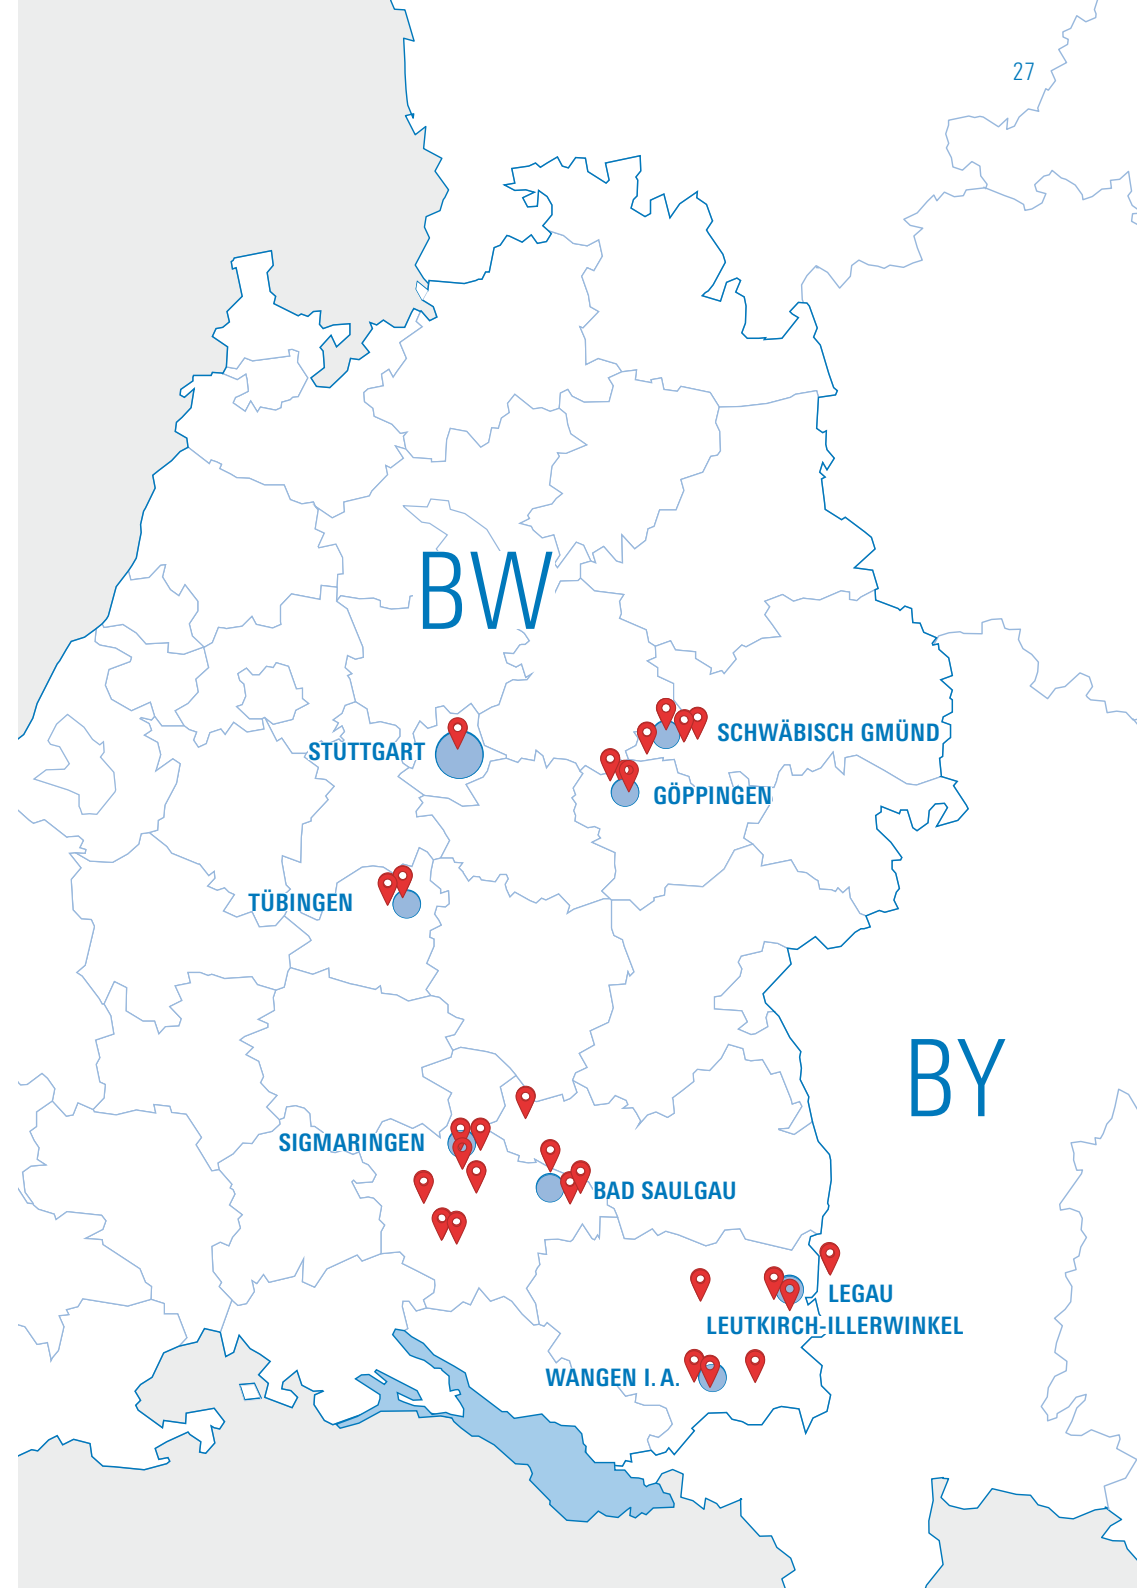 27
BW
SCHWÄBISCH GMÜND
STUTTGART
GÖPPINGEN
TÜBINGEN
BY
SIGMARINGEN
BAD SAULGAU
LEGAU
LEUTKIRCH-ILLERWINKEL
WANGEN I. A.